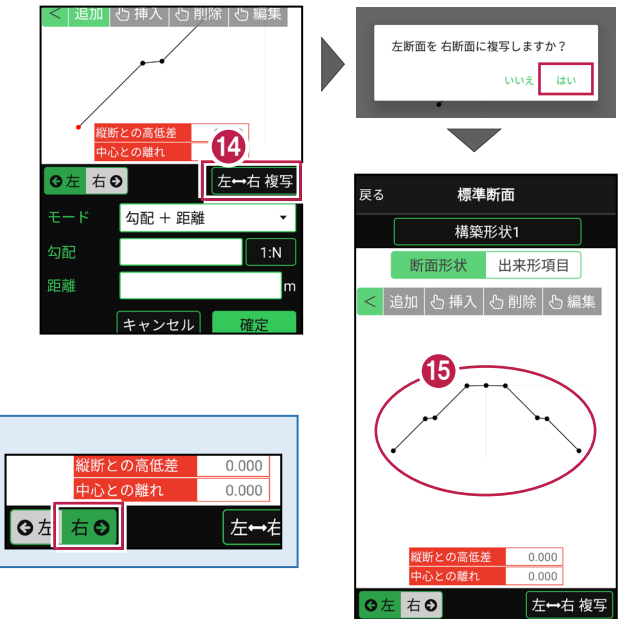 < 追加 挿入 削除 編集
縦断との高低差
中心との離れ
14
左 右
左↔右 複写
モード 勾配 + 距離
勾配 1:N
距離 m
キャンセル 確定
左断面を 右断面に複写しますか?
いいえ はい
戻る 標準断面
構築形状1
断面形状 出来形項目
< 追加 挿入 削除 編集
15
縦断との高低差 0.000
中心との離れ 0.000
左 右 左↔右 複写
縦断との高低差 0.000
中心との離れ 0.000
左 右 左↔右